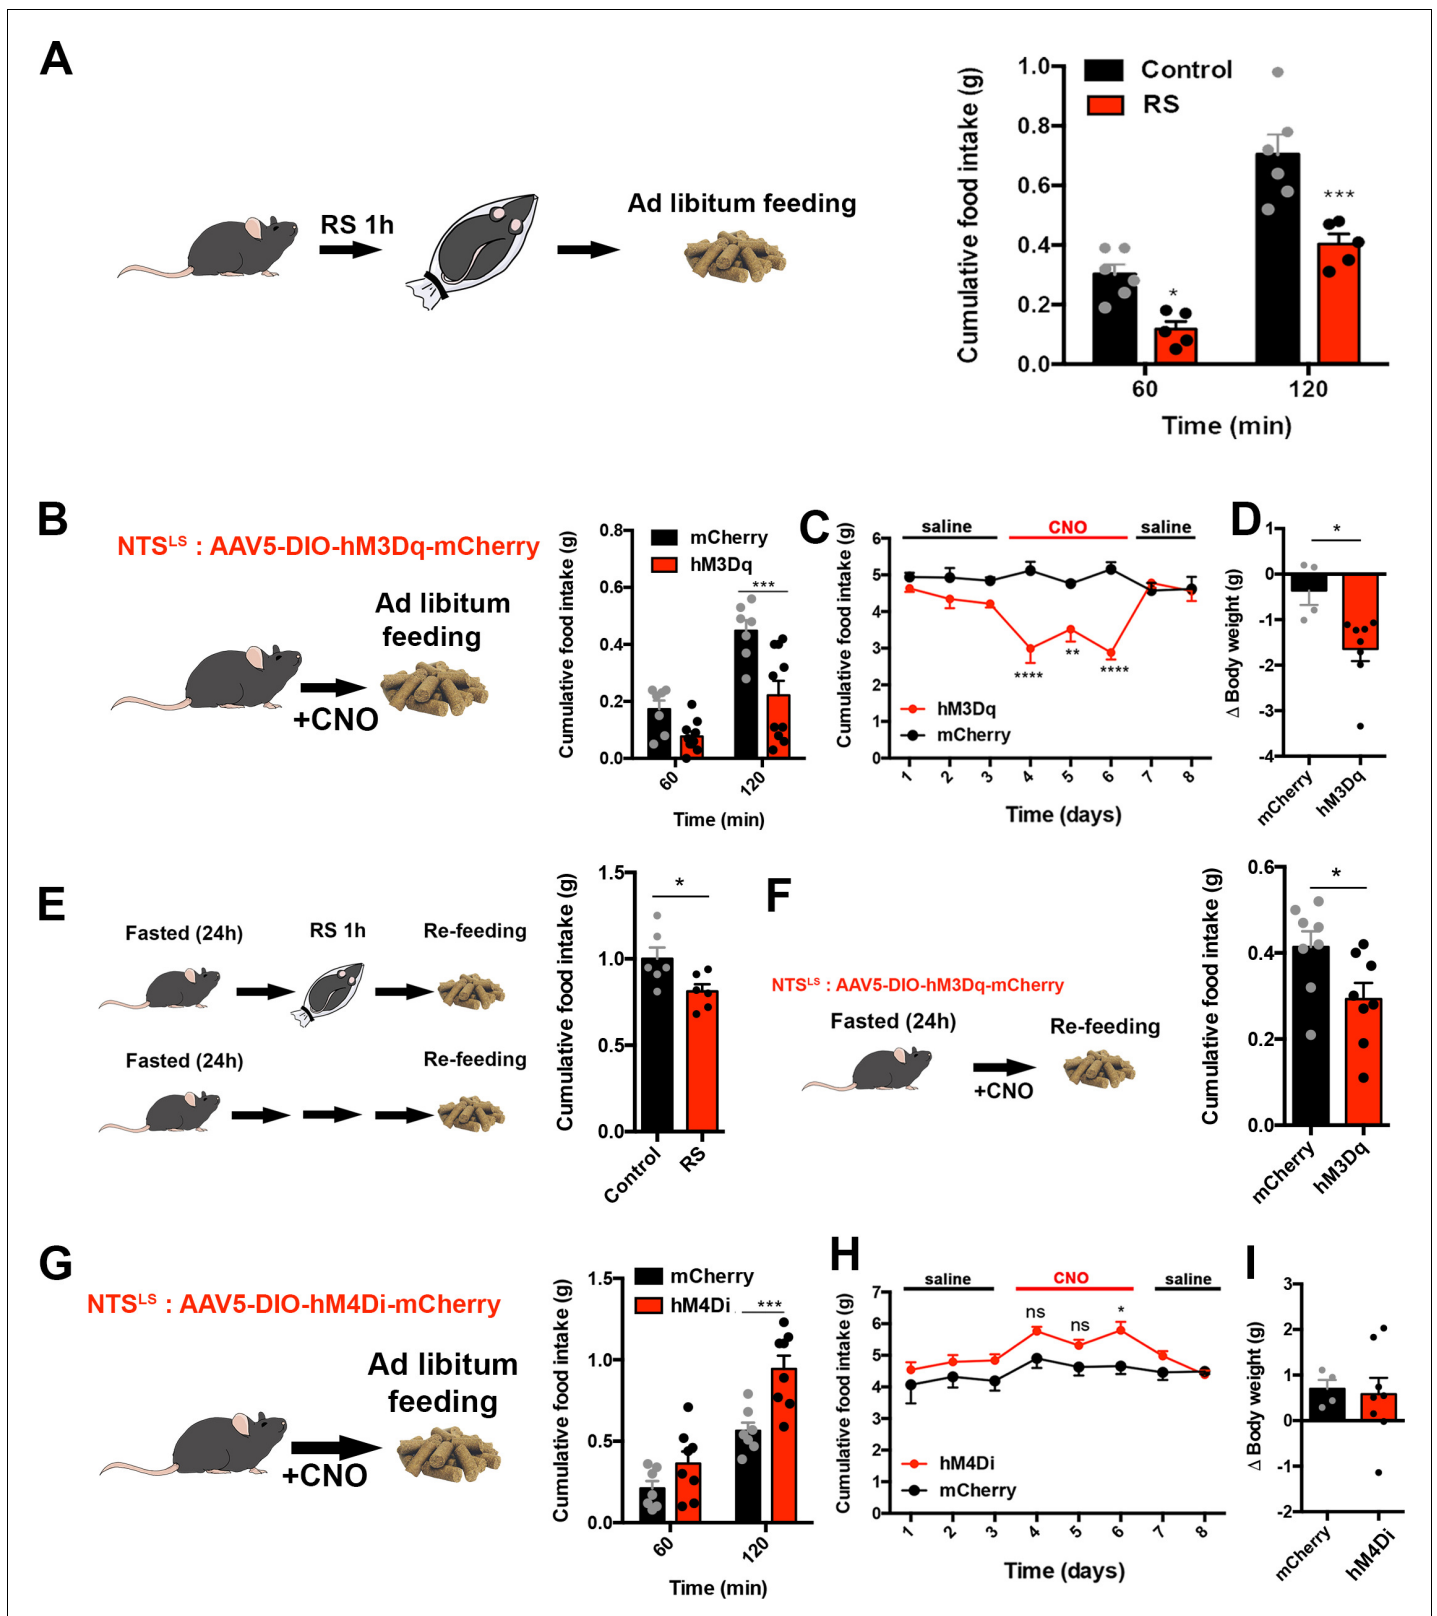 A
RS 1h
Ad libitum feeding
Cumulative food intake (g)
1.0
0.8
0.6
0.4
0.2
0.0
Control
RS
*
***
60
120
Time (min)
B
NTSLS : AAV5-DIO-hM3Dq-mCherry
Ad libitum
feeding
+CNO
Cumulative food intake (g)
0.8
0.6
0.4
0.2
0.0
mCherry
hM3Dq
***
60
120
Time (min)
C
saline
CNO
saline
Cumulative food intake (g)
6
5
4
3
2
1
0
****
**
****
hM3Dq
mCherry
1
2
3
4
5
6
7
8
Time (days)
D
Δ Body weight (g)
1
0
-1
-2
-3
-4
*
mCherry
hM3Dq
E
Fasted (24h)
RS 1h
Re-feeding
Fasted (24h)
Re-feeding
Cumulative food intake (g)
1.5
1.0
0.5
0.0
*
Control
RS
F
NTSLS : AAV5-DIO-hM3Dq-mCherry
Fasted (24h)
Re-feeding
+CNO
Cumulative food intake (g)
0.6
0.4
0.2
0.0
*
mCherry
hM3Dq
G
NTSLS : AAV5-DIO-hM4Di-mCherry
Ad libitum
feeding
+CNO
Cumulative food intake (g)
1.5
1.0
0.5
0.0
mCherry
hM4Di
***
60
120
Time (min)
H
saline
CNO
saline
Cumulative food intake (g)
7
6
5
4
3
2
1
0
ns
ns
*
hM4Di
mCherry
1
2
3
4
5
6
7
8
Time (days)
I
Δ Body weight (g)
3
2
1
0
-1
-2
mCherry
hM4Di